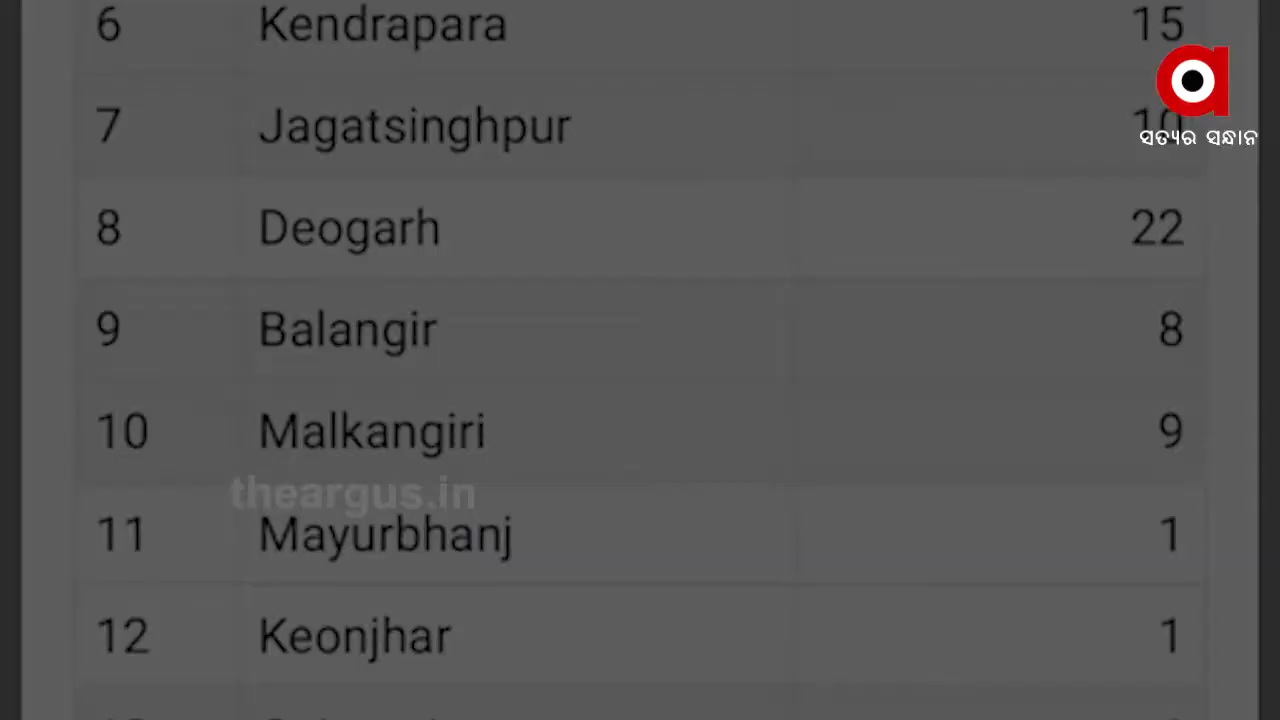 6 Kendrapara 15
7 Jagatsinghpur 10
ସତ୍ୟର ସନ୍ଧାନ
8 Deogarh 22
9 Balangir 8
10 Malkangiri 9
theargus.in
11 Mayurbhanj 1
12 Keonjhar 1